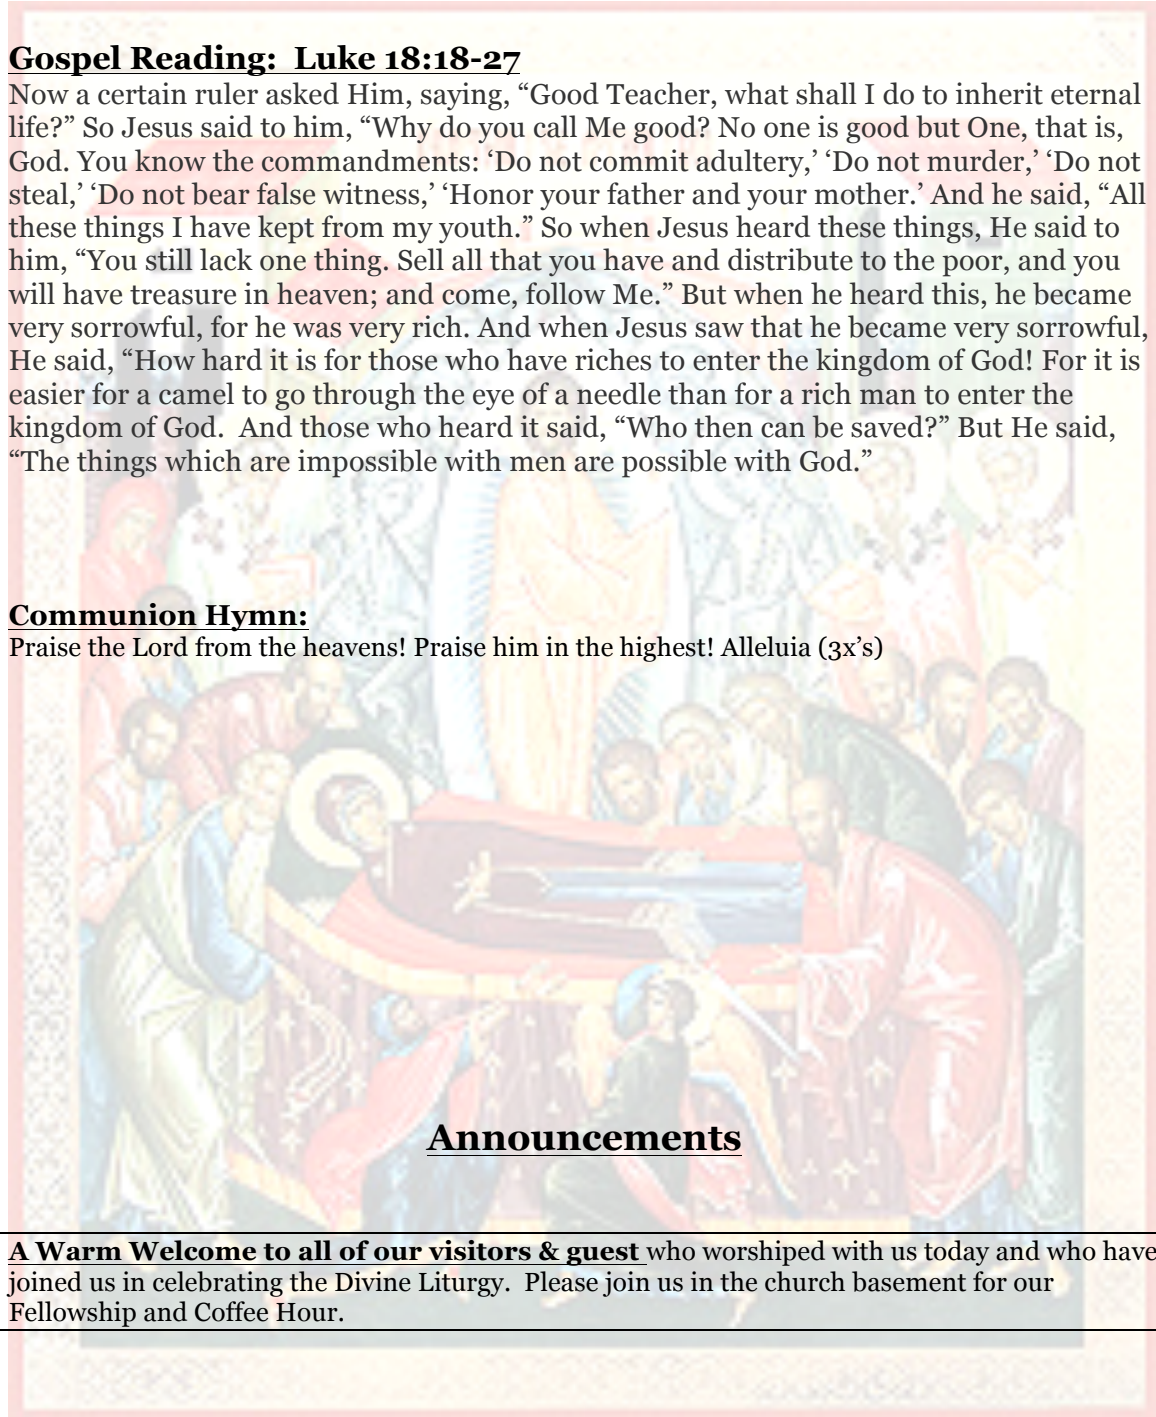 Gospel Reading:  Luke 18:18-27
Now a certain ruler asked Him, saying, “Good Teacher, what shall I do to inherit eternal
life?” So Jesus said to him, “Why do you call Me good? No one is good but One, that is,
God. You know the commandments: ‘Do not commit adultery,’ ‘Do not murder,’ ‘Do not
steal,’ ‘Do not bear false witness,’ ‘Honor your father and your mother.’ And he said, “All
these things I have kept from my youth.” So when Jesus heard these things, He said to
him, “You still lack one thing. Sell all that you have and distribute to the poor, and you
will have treasure in heaven; and come, follow Me.” But when he heard this, he became
very sorrowful, for he was very rich. And when Jesus saw that he became very sorrowful,
He said, “How hard it is for those who have riches to enter the kingdom of God! For it is
easier for a camel to go through the eye of a needle than for a rich man to enter the
kingdom of God.  And those who heard it said, “Who then can be saved?” But He said,
“The things which are impossible with men are possible with God.”
Communion Hymn:
Praise the Lord from the heavens! Praise him in the highest! Alleluia (3x’s)
Announcements
A Warm Welcome to all of our visitors & guest who worshiped with us today and who have
joined us in celebrating the Divine Liturgy.  Please join us in the church basement for our
Fellowship and Coffee Hour.